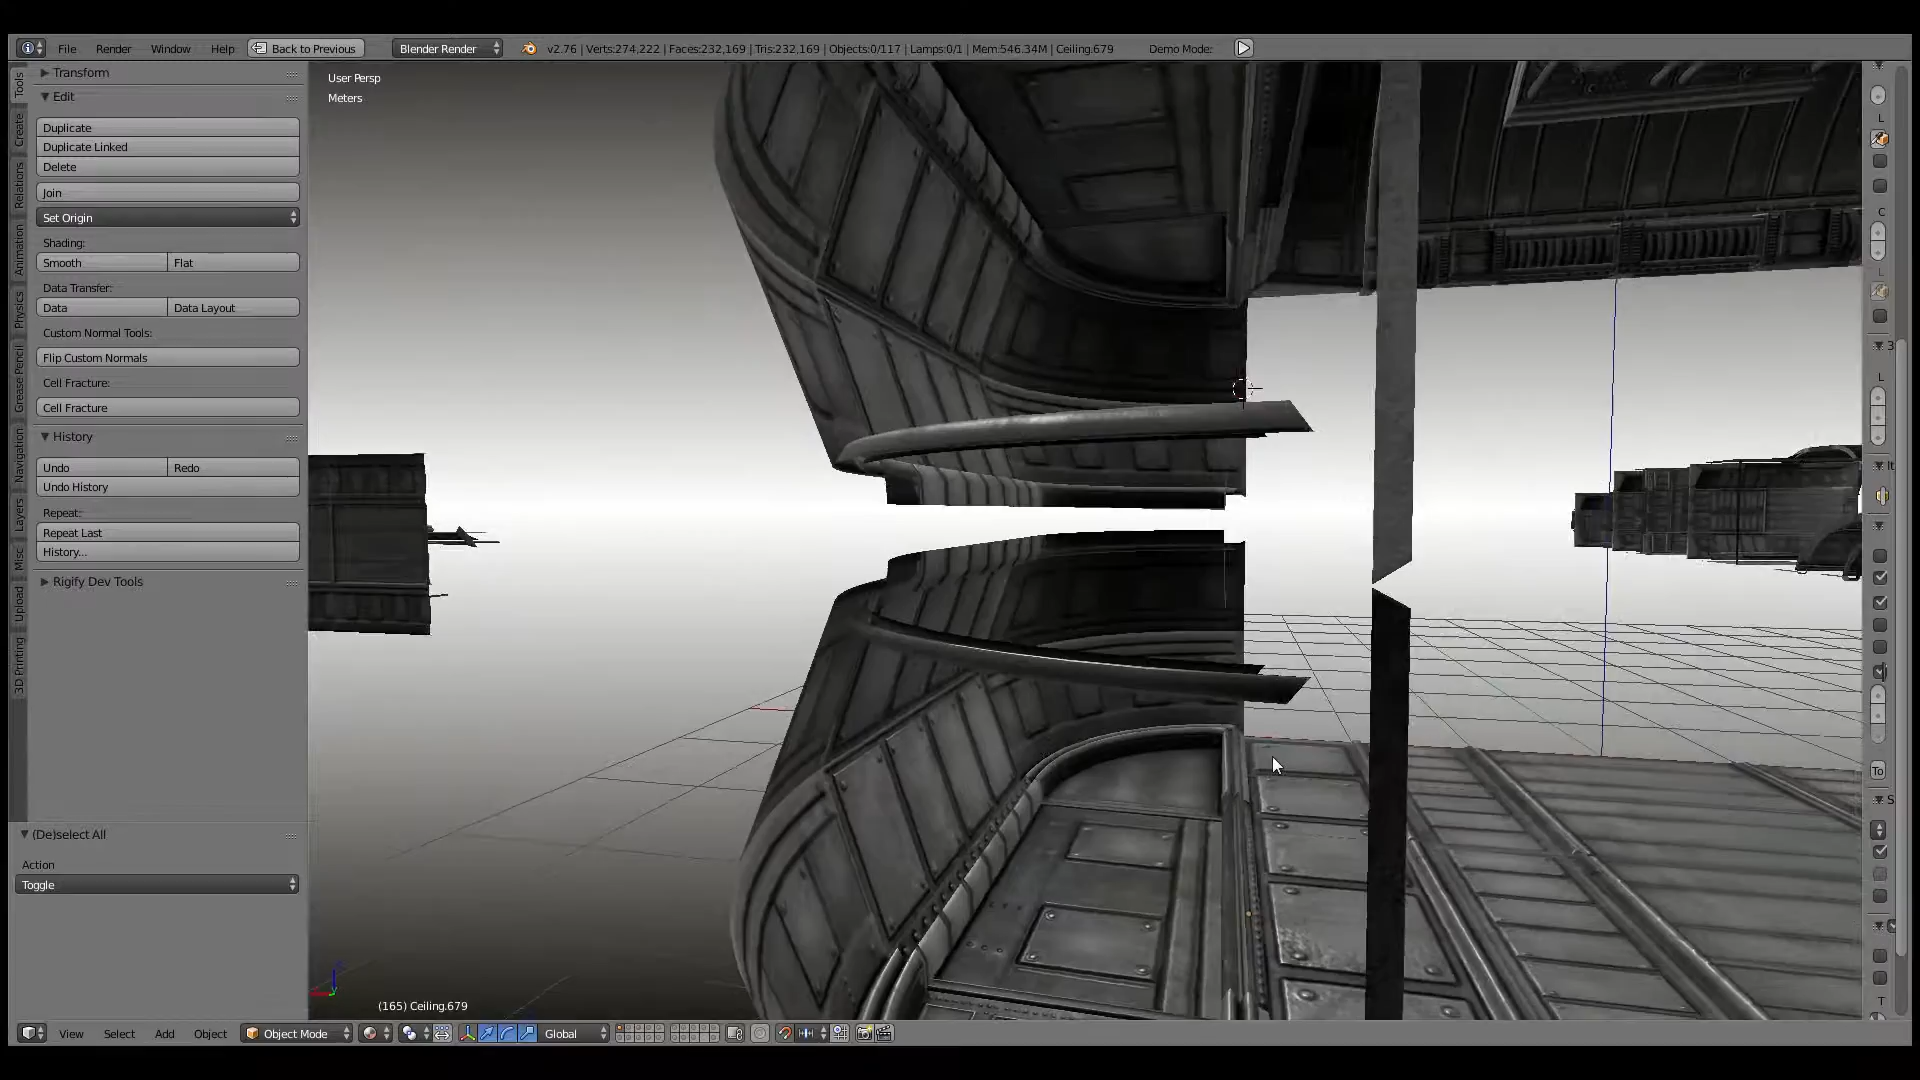 File Render Window Help Back to Previous Blender Render v2.76 | Verts:274,222 | Faces:232,169 | Tris:232,169 | Objects:0/117 | Lamps:0/1 | Mem:546.34M | Ceiling.679 Demo Mode:
Transform
Edit
Duplicate
Duplicate Linked
Delete
Join
Set Origin
Shading:
Smooth Flat
Data Transfer:
Data Data Layout
Custom Normal Tools:
Flip Custom Normals
Cell Fracture:
Cell Fracture
History
Undo Redo
Undo History
Repeat:
Repeat Last
History...
Rigify Dev Tools
Tools
Create
Relations
Animation
Physics
Grease Pencil
Navigation
Layers
Misc
Upload
3D Printing
(De)select All
Action
Toggle
User Persp
Meters
(165) Ceiling.679
L
C
L
3
L
It
To
S
T
View Select Add Object Object Mode Global